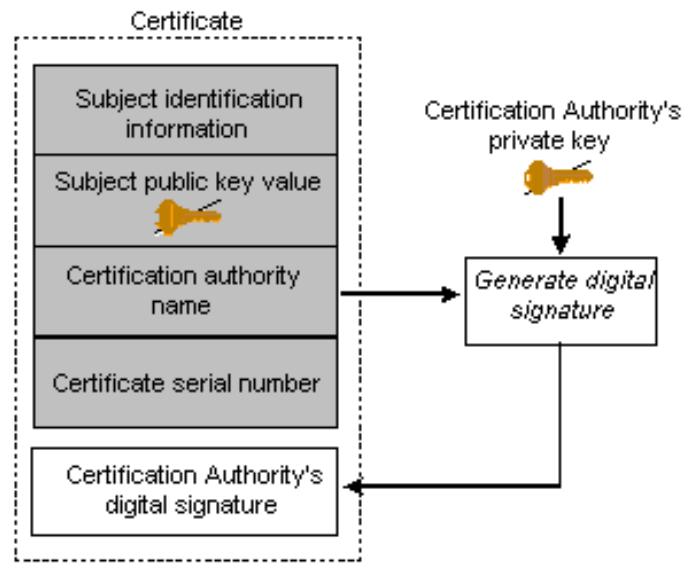 Certificate
Subject identification
information
Subject public key value
Certification authority
name
Certificate serial number
Certification Authority's
digital signature
Certification Authority's
private key
Generate digital
signature